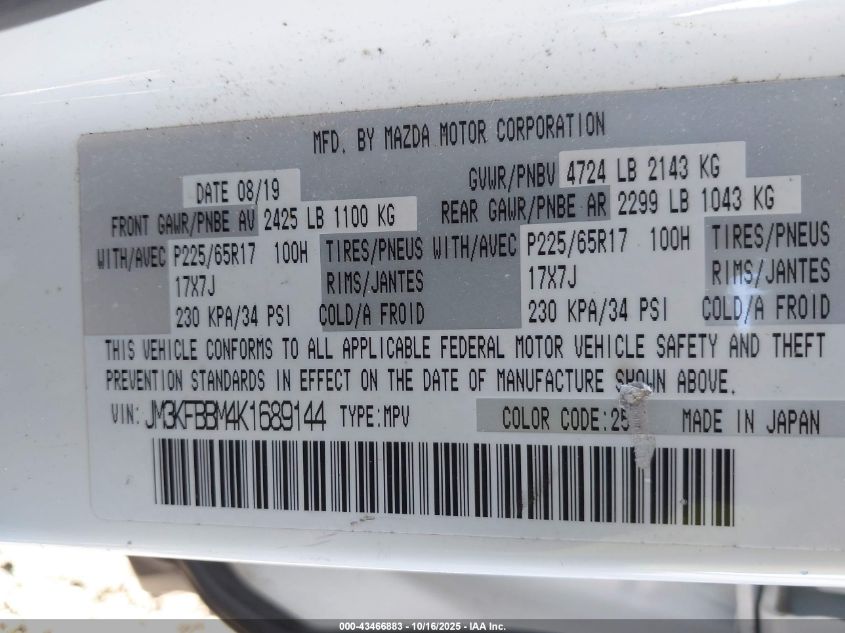 MFD. BY MAZDA MOTOR CORPORATION
DATE 08/19 GVWR/PNBV 4724 LB 2143 KG
FRONT GAWR/PNBE AV 2425 LB 1100 KG REAR GAWR/PNBE AR 2299 LB 1043 KG
WITH/AVEC P225/65R17 100H TIRES/PNEUS WITH/AVEC P225/65R17 100H TIRES/PNEUS
17X7J RIMS/JANTES 17X7J RIMS/JANTES
230 KPA/34 PSI COLD/A FROID 230 KPA/34 PSI COLD/A FROID
THIS VEHICLE CONFORMS TO ALL APPLICABLE FEDERAL MOTOR VEHICLE SAFETY AND THEFT
PREVENTION STANDARDS IN EFFECT ON THE DATE OF MANUFACTURE SHOWN ABOVE.
VIN: JM3KFBBM4K1689144 TYPE:MPV COLOR CODE:25 MADE IN JAPAN
000-43466883 - 10/16/2025 - IAA Inc.